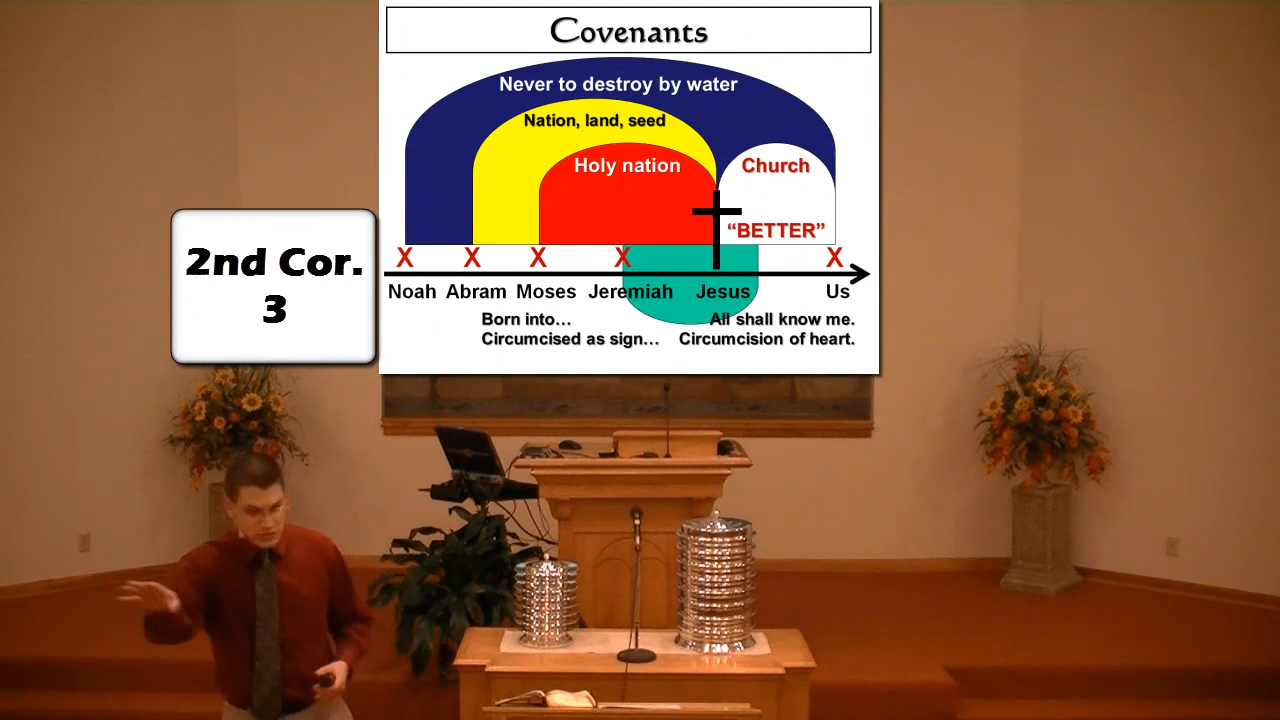 Covenants
Never to destroy by water
Nation, land, seed
Holy nation
Church
“BETTER”
X X X X X
Noah Abram Moses Jeremiah Jesus Us
Born into… All shall know me.
Circumcised as sign… Circumcision of heart.
2nd Cor.
3